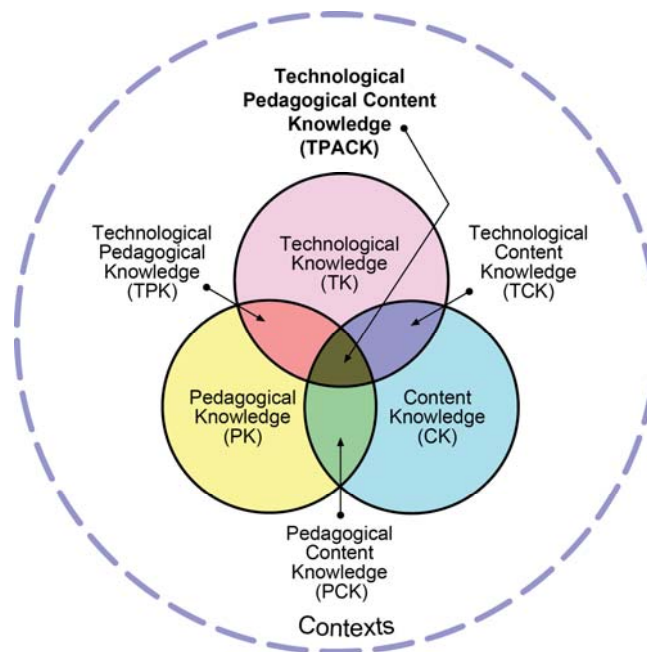 Technological
Pedagogical Content
Knowledge
(TPACK)
Technological
Pedagogical
Knowledge
(TPK)
Technological
Knowledge
(TK)
Technological
Content
Knowledge
(TCK)
Pedagogical
Knowledge
(PK)
Content
Knowledge
(CK)
Pedagogical
Content
Knowledge
(PCK)
Contexts